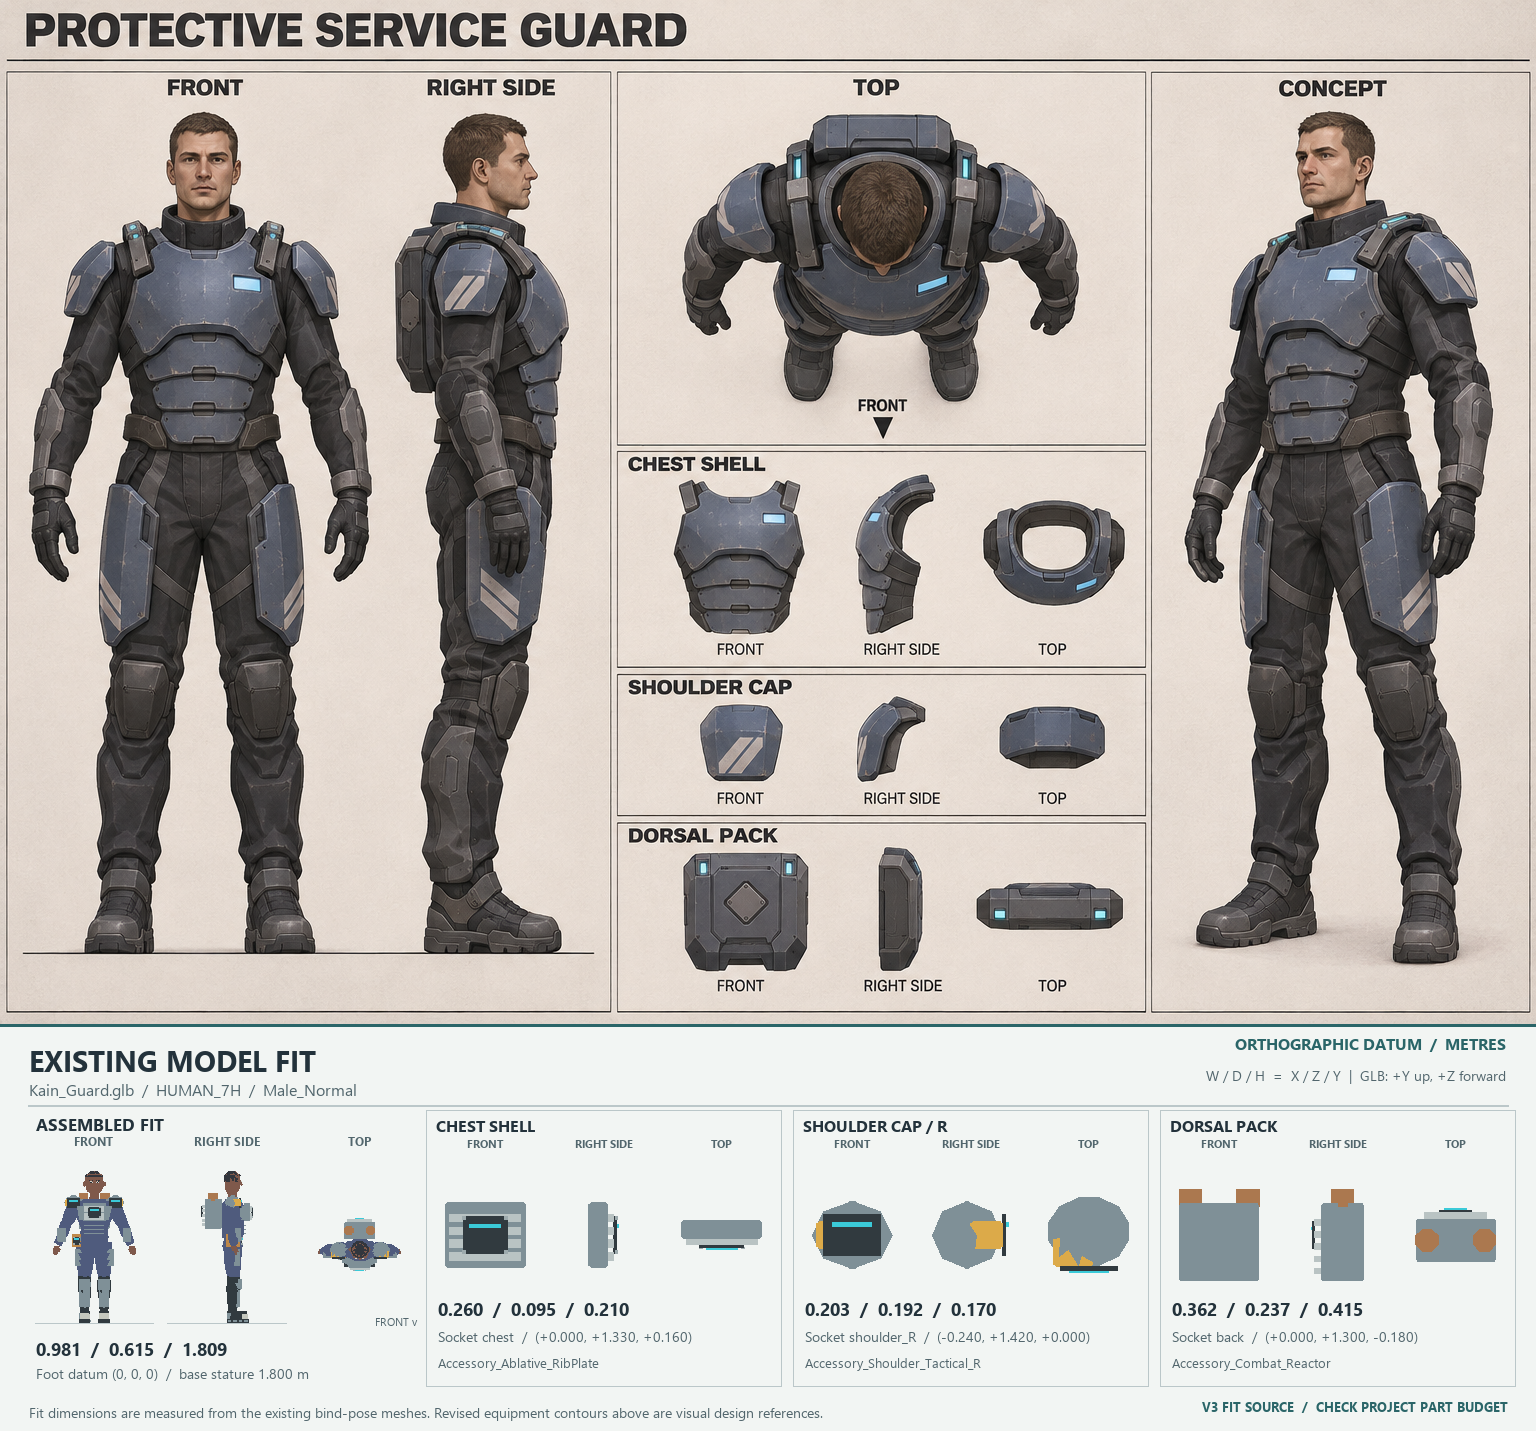 PROTECTIVE SERVICE GUARD
FRONT
RIGHT SIDE
TOP
FRONT
CONCEPT
CHEST SHELL
FRONT
RIGHT SIDE
TOP
SHOULDER CAP
FRONT
RIGHT SIDE
TOP
DORSAL PACK
FRONT
RIGHT SIDE
TOP
EXISTING MODEL FIT
Kain_Guard.glb / HUMAN_7H / Male_Normal
ORTHOGRAPHIC DATUM / METRES
W / D / H = X / Z / Y | GLB: +Y up, +Z forward
ASSEMBLED FIT
FRONT
RIGHT SIDE
TOP
FRONT v
0.981 / 0.615 / 1.809
Foot datum (0, 0, 0) / base stature 1.800 m
CHEST SHELL
FRONT
RIGHT SIDE
TOP
0.260 / 0.095 / 0.210
Socket chest / (+0.000, +1.330, +0.160)
Accessory_Ablative_RibPlate
SHOULDER CAP / R
FRONT
RIGHT SIDE
TOP
0.203 / 0.192 / 0.170
Socket shoulder_R / (-0.240, +1.420, +0.000)
Accessory_Shoulder_Tactical_R
DORSAL PACK
FRONT
RIGHT SIDE
TOP
0.362 / 0.237 / 0.415
Socket back / (+0.000, +1.300, -0.180)
Accessory_Combat_Reactor
Fit dimensions are measured from the existing bind-pose meshes. Revised equipment contours above are visual design references.
V3 FIT SOURCE / CHECK PROJECT PART BUDGET